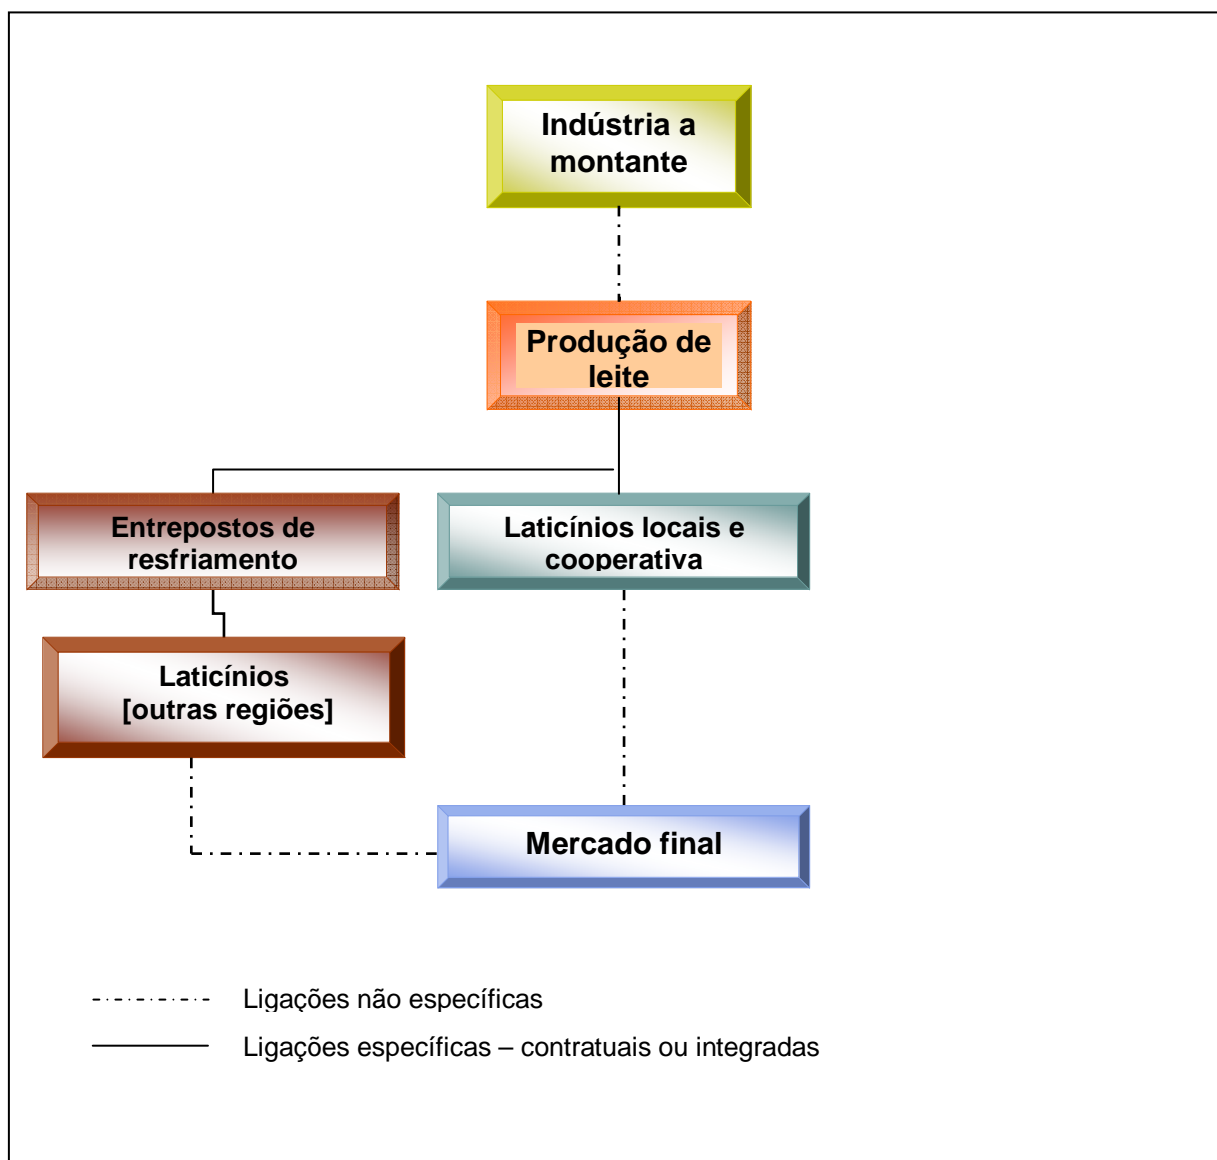 Indústria a
montante
Produção de
leite
Entrepostos de
resfriamento
Laticínios locais e
cooperativa
Laticínios
[outras regiões]
Mercado final
Ligações não específicas
Ligações específicas – contratuais ou integradas